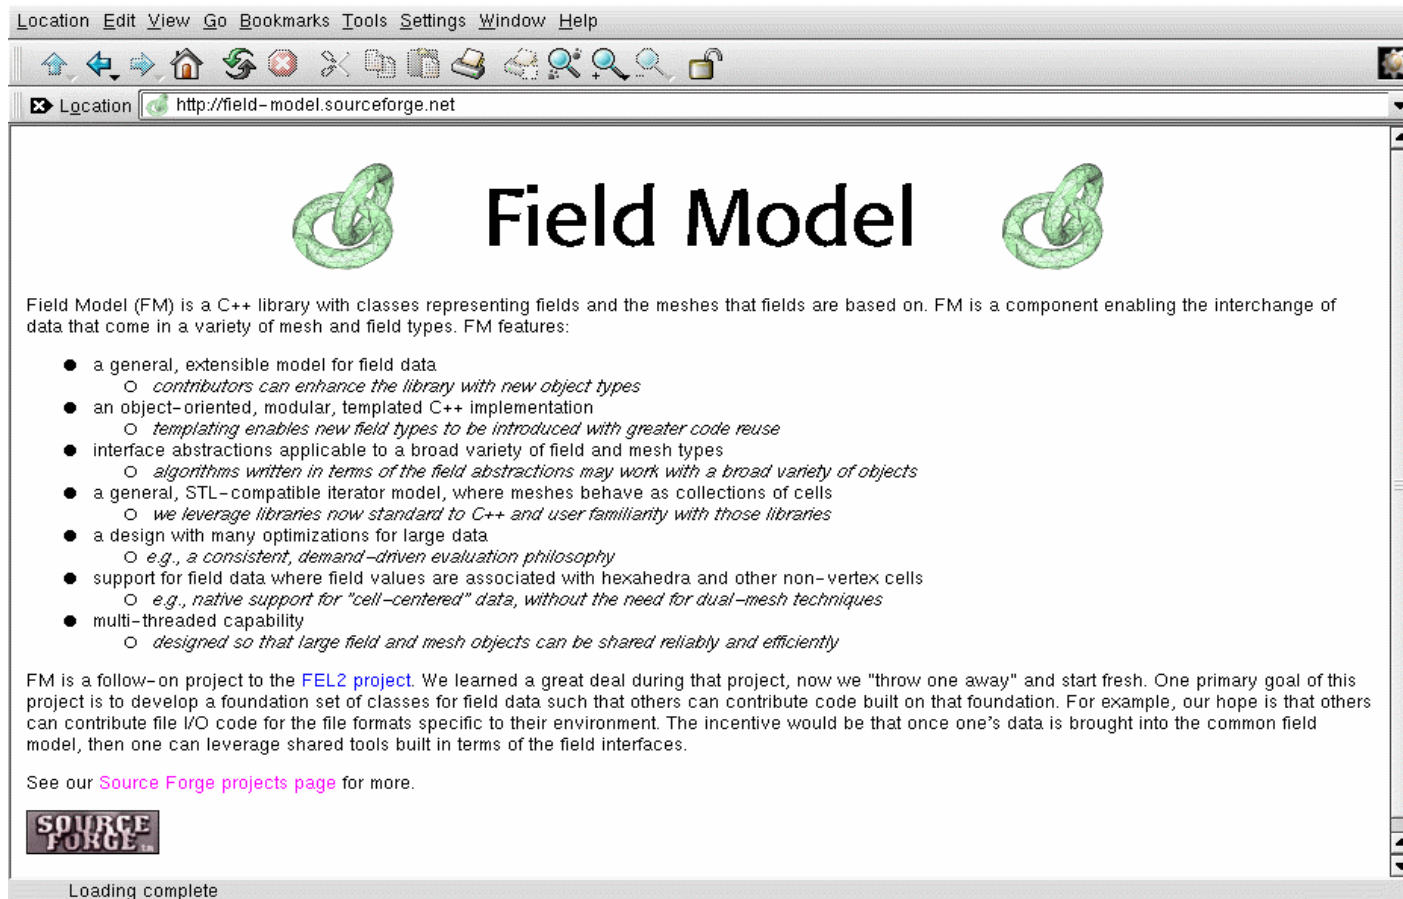 Location Edit View Go Bookmarks Tools Settings Window Help
Location http://field-model.sourceforge.net
Field Model
Field Model (FM) is a C++ library with classes representing fields and the meshes that fields are based on. FM is a component enabling the interchange of
data that come in a variety of mesh and field types. FM features:
a general, extensible model for field data
contributors can enhance the library with new object types
an object-oriented, modular, templated C++ implementation
templating enables new field types to be introduced with greater code reuse
interface abstractions applicable to a broad variety of field and mesh types
algorithms written in terms of the field abstractions may work with a broad variety of objects
a general, STL-compatible iterator model, where meshes behave as collections of cells
we leverage libraries now standard to C++ and user familiarity with those libraries
a design with many optimizations for large data
e.g., a consistent, demand-driven evaluation philosophy
support for field data where field values are associated with hexahedra and other non-vertex cells
e.g., native support for "cell-centered" data, without the need for dual-mesh techniques
multi-threaded capability
designed so that large field and mesh objects can be shared reliably and efficiently
FM is a follow-on project to the FEL2 project. We learned a great deal during that project, now we "throw one away" and start fresh. One primary goal of this
project is to develop a foundation set of classes for field data such that others can contribute code built on that foundation. For example, our hope is that others
can contribute file I/O code for the file formats specific to their environment. The incentive would be that once one's data is brought into the common field
model, then one can leverage shared tools built in terms of the field interfaces.
See our Source Forge projects page for more.
SOURCE
FORGE tm
Loading complete